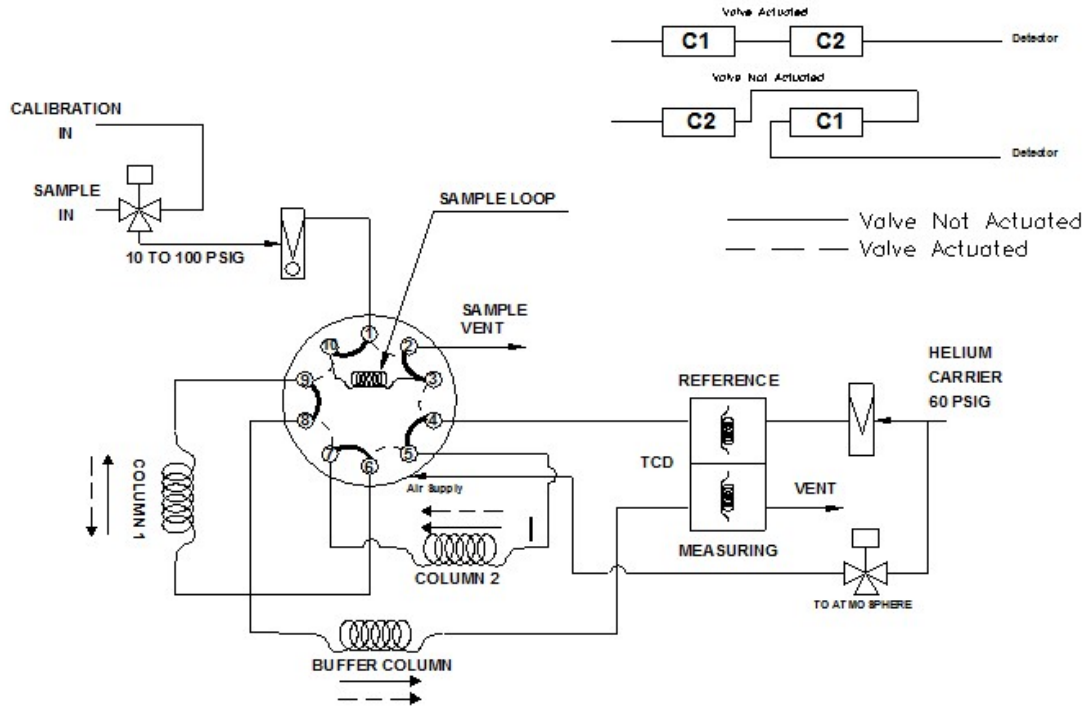 Valve Actuated
C1
C2
Detector
Valve Not Actuated
C2
C1
Detector
CALIBRATION
IN
SAMPLE
IN
10 TO 100 PSIG
SAMPLE LOOP
Valve Not Actuated
Valve Actuated
SAMPLE
VENT
1
2
3
4
5
6
7
8
9
10
HELIUM
CARRIER
60 PSIG
REFERENCE
TCD
VENT
MEASURING
Air Supply
COLUMN 1
COLUMN 2
TO ATMOSPHERE
BUFFER COLUMN